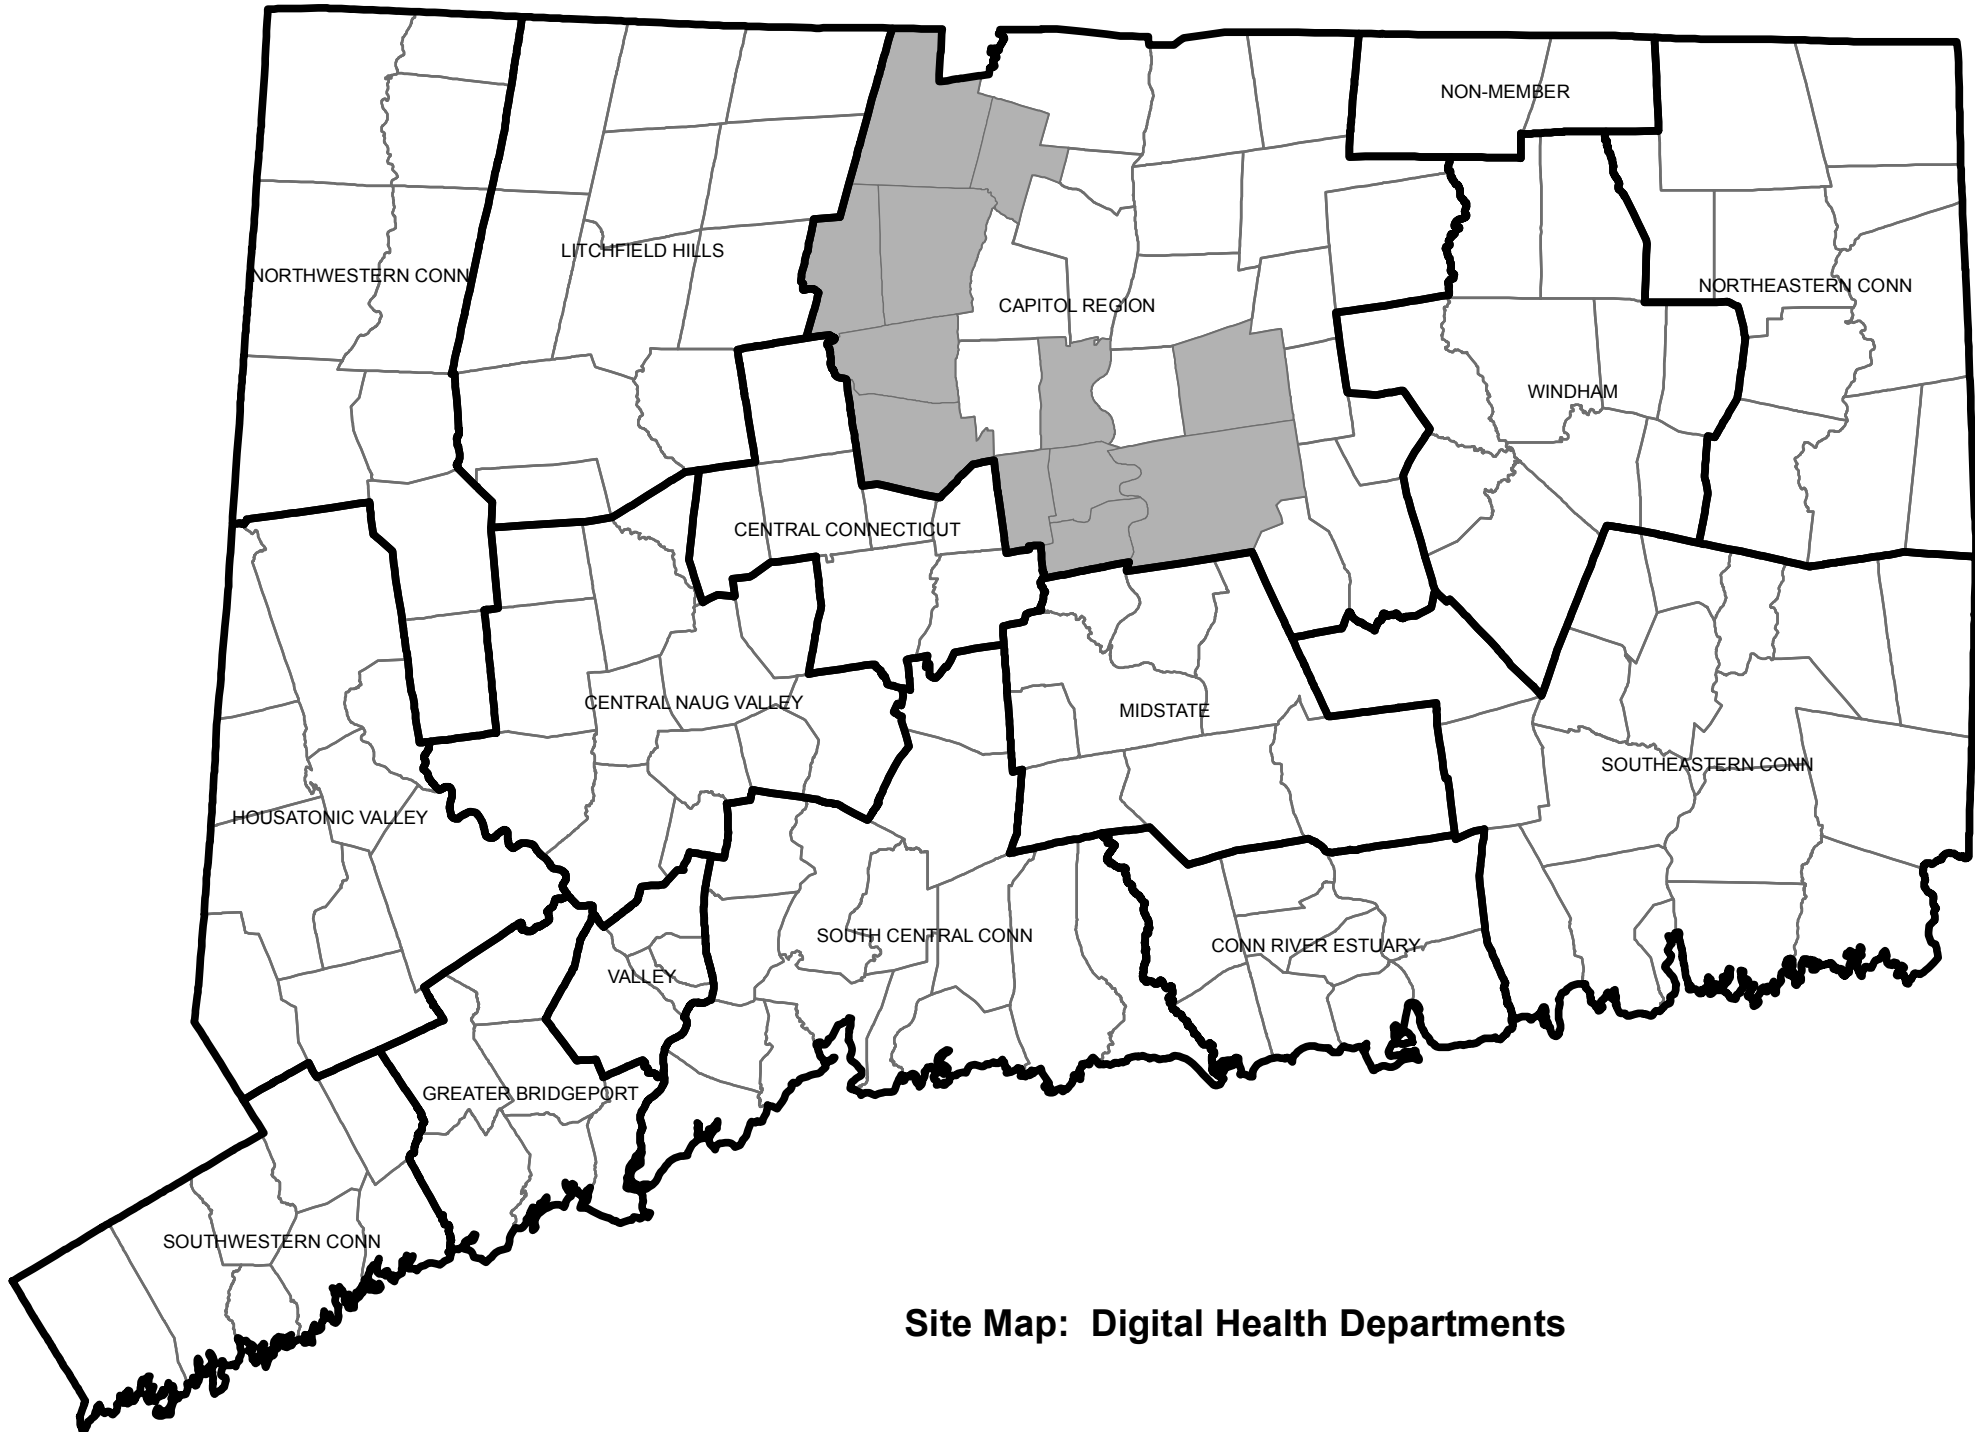 NON-MEMBER
LITCHFIELD HILLS
NORTHWESTERN CONN
NORTHEASTERN CONN
CAPITOL REGION
WINDHAM
CENTRAL CONNECTICUT
CENTRAL NAUG VALLEY
MIDSTATE
SOUTHEASTERN CONN
HOUSATONIC VALLEY
SOUTH CENTRAL CONN
CONN RIVER ESTUARY
VALLEY
GREATER BRIDGEPORT
SOUTHWESTERN CONN
Site Map: Digital Health Departments